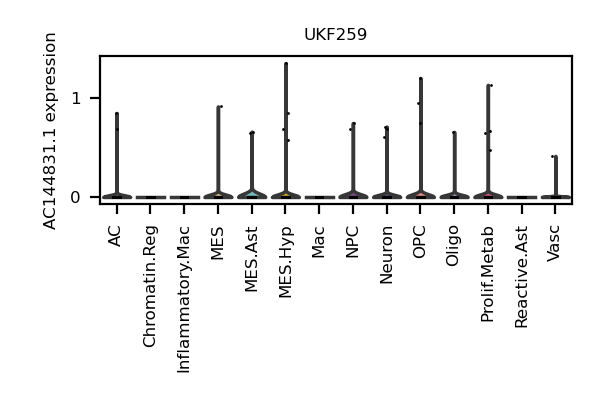 UKF259
AC144831.1 expression
1
0
AC
Chromatin.Reg
Inflammatory.Mac
MES
MES.Ast
MES.Hyp
Mac
NPC
Neuron
OPC
Oligo
Prolif.Metab
Reactive.Ast
Vasc